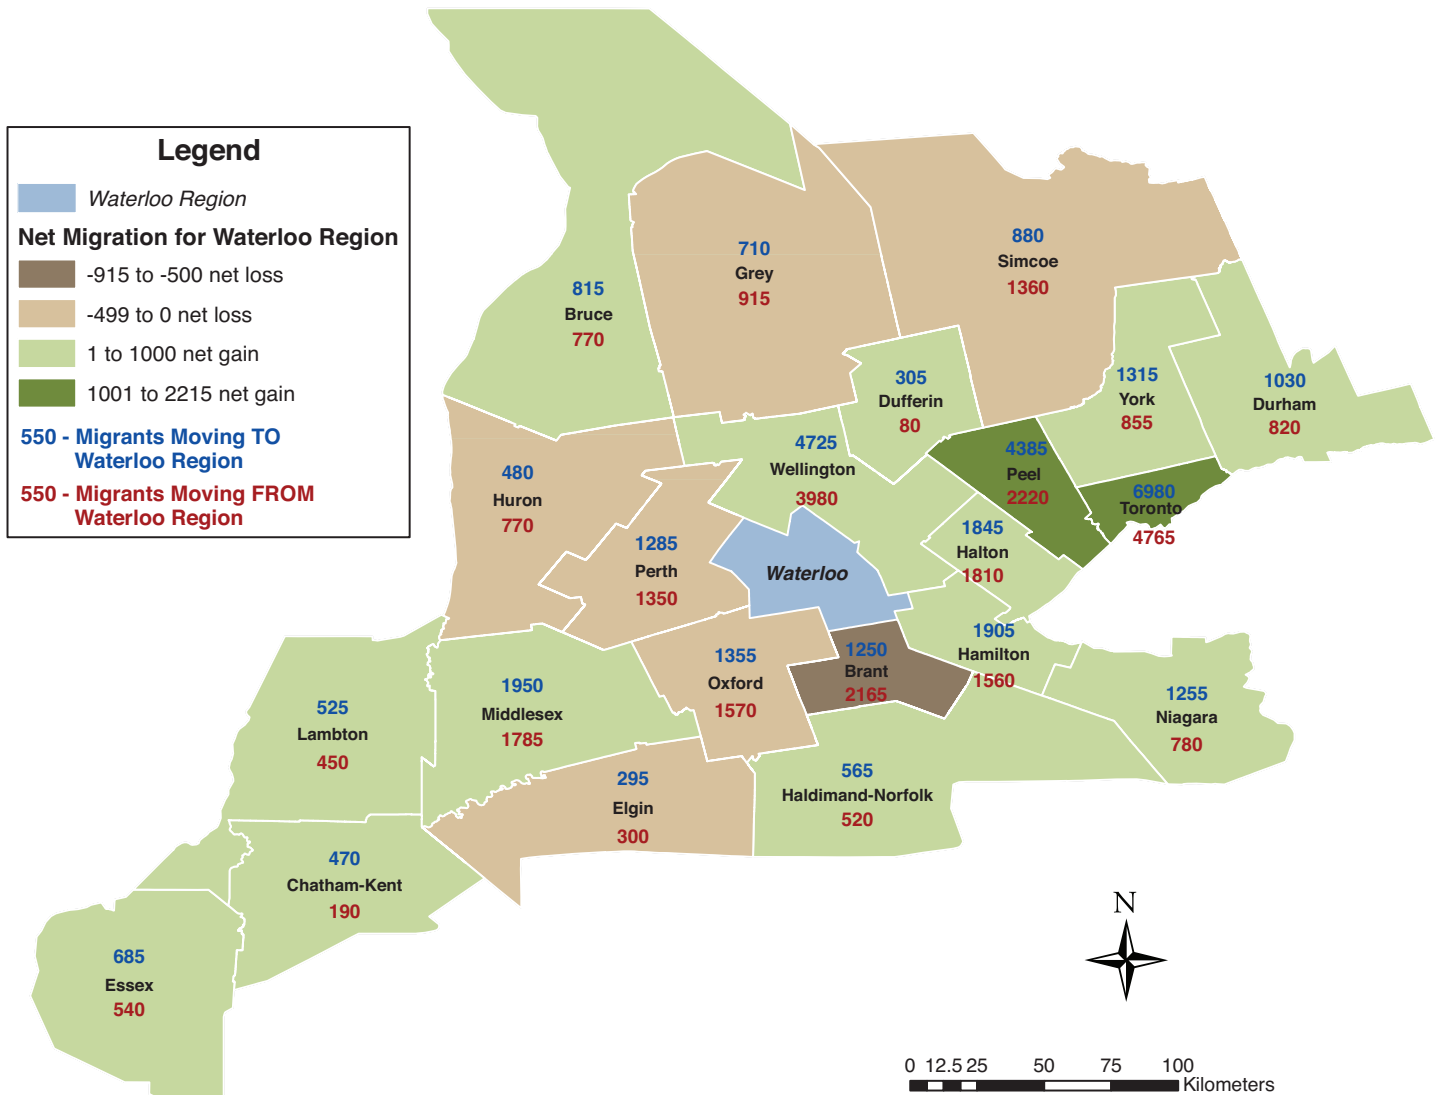 Legend
Waterloo Region
Net Migration for Waterloo Region
-915 to -500 net loss
-499 to 0 net loss
1 to 1000 net gain
1001 to 2215 net gain
550 - Migrants Moving TO
Waterloo Region
550 - Migrants Moving FROM
Waterloo Region
815
Bruce
770
710
Grey
915
880
Simcoe
1360
305
Dufferin
80
1315
York
855
1030
Durham
820
480
Huron
770
4725
Wellington
3980
4385
Peel
2220
6980
Toronto
4765
1285
Perth
1350
Waterloo
1845
Halton
1810
1355
Oxford
1570
1250
Brant
2165
1905
Hamilton
1560
1255
Niagara
780
525
Lambton
450
1950
Middlesex
1785
295
Elgin
300
565
Haldimand-Norfolk
520
470
Chatham-Kent
190
685
Essex
540
N
0 12.5 25 50 75 100
Kilometers